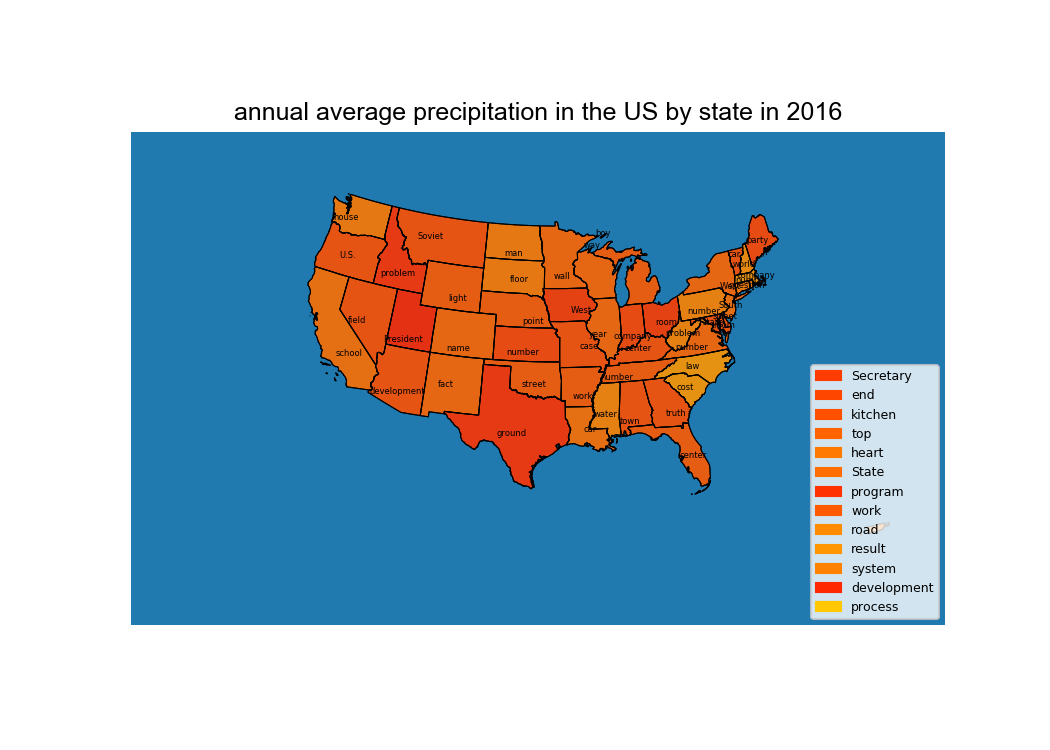 annual average precipitation in the US by state in 2016
house
Soviet
U.S.
problem
man
floor
wall
boy
way
party
car
world
light
field
President
name
school
development
fact
point
number
street
ground
West
year
case
work
car
water
town
truth
center
company
center
number
room
number
problem
number
law
cost
South
Secretary
end
kitchen
top
heart
State
program
work
road
result
system
development
process